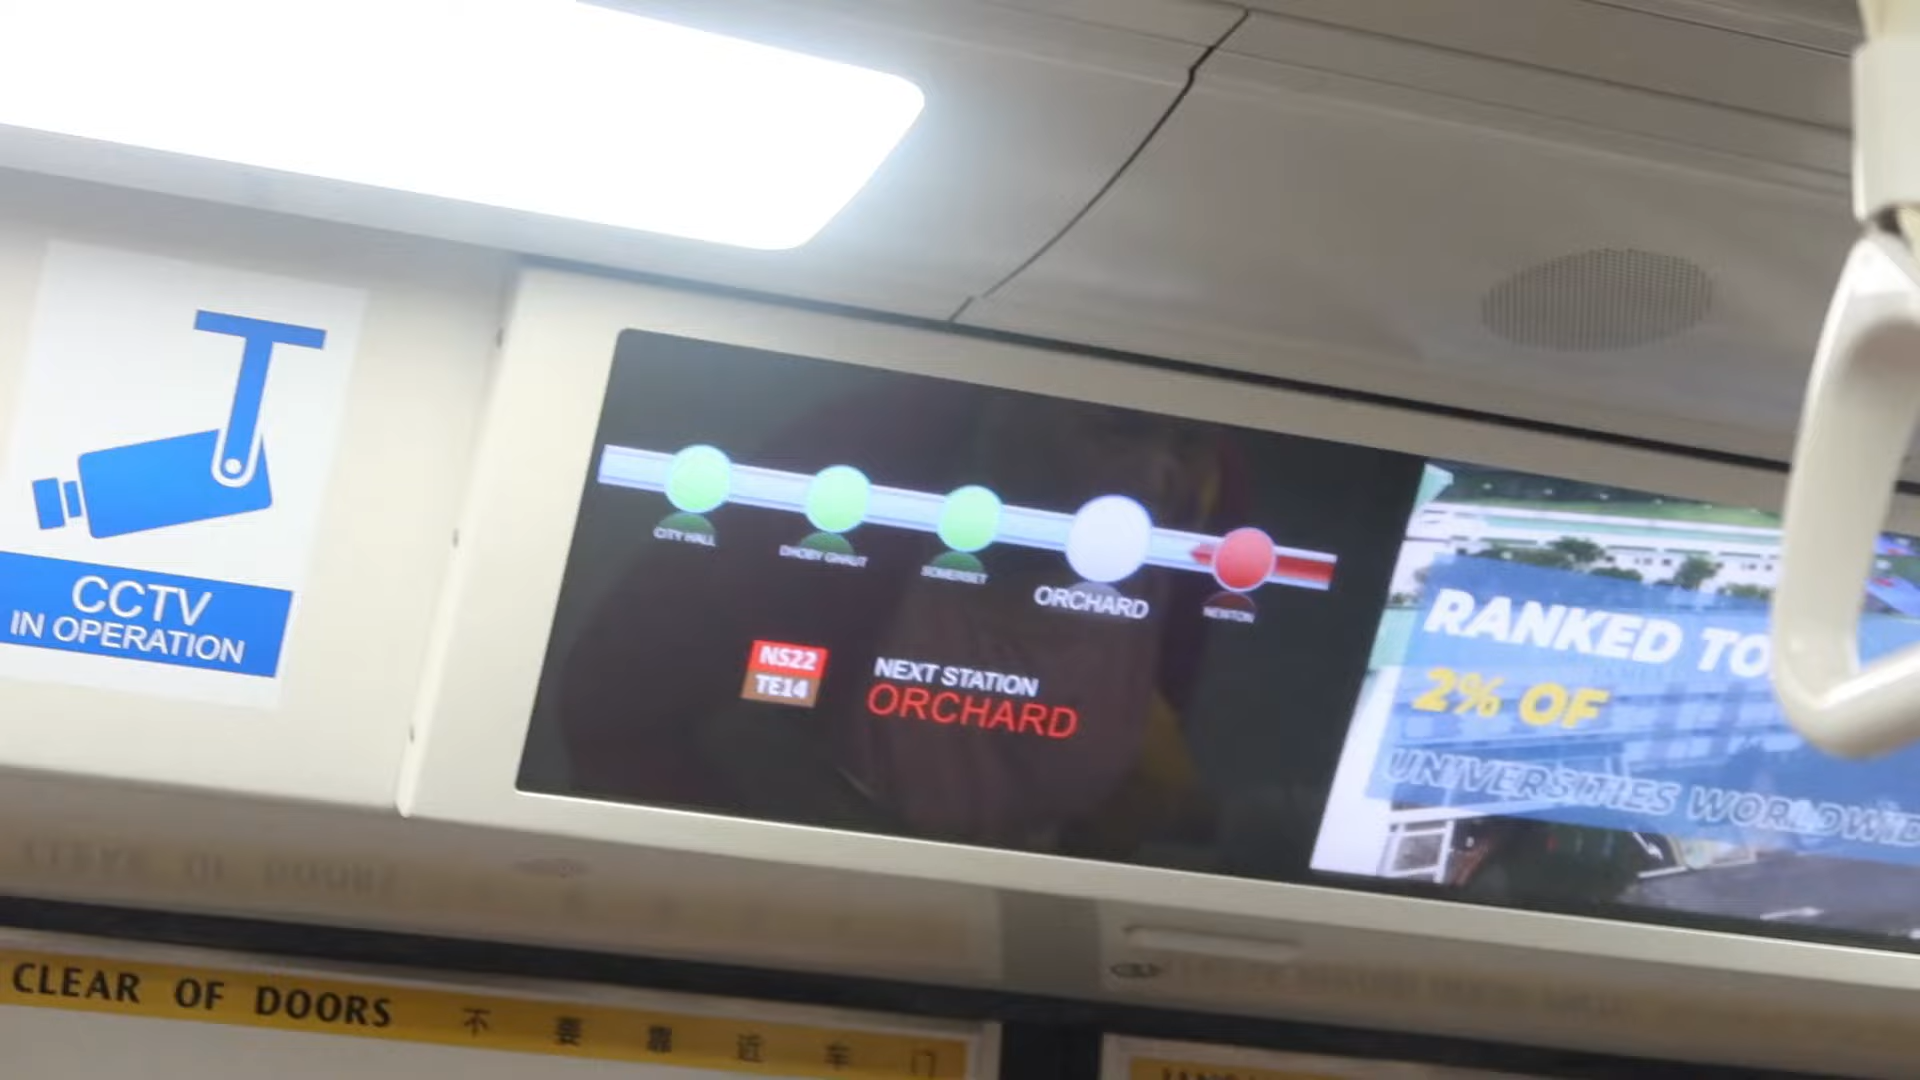 CCTV
IN OPERATION
CITY HALL
DHOBY GHAUT
SOMERSET
ORCHARD
NEWTON
NS22
TE14
NEXT STATION
ORCHARD
RANKED TO
2% OF
UNIVERSITIES WORLDWID
CLEAR OF DOORS 不要靠近车门